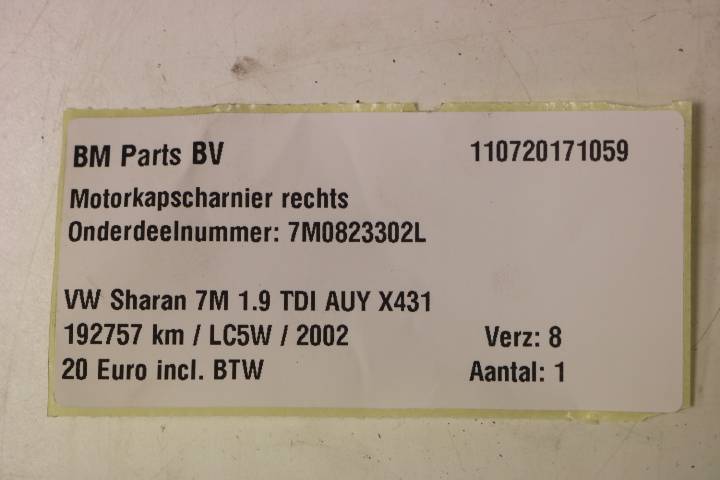 BM Parts BV 110720171059
Motorkapscharnier rechts
Onderdeelnummer: 7M0823302L
VW Sharan 7M 1.9 TDI AUY X431
192757 km / LC5W / 2002 Verz: 8
20 Euro incl. BTW Aantal: 1